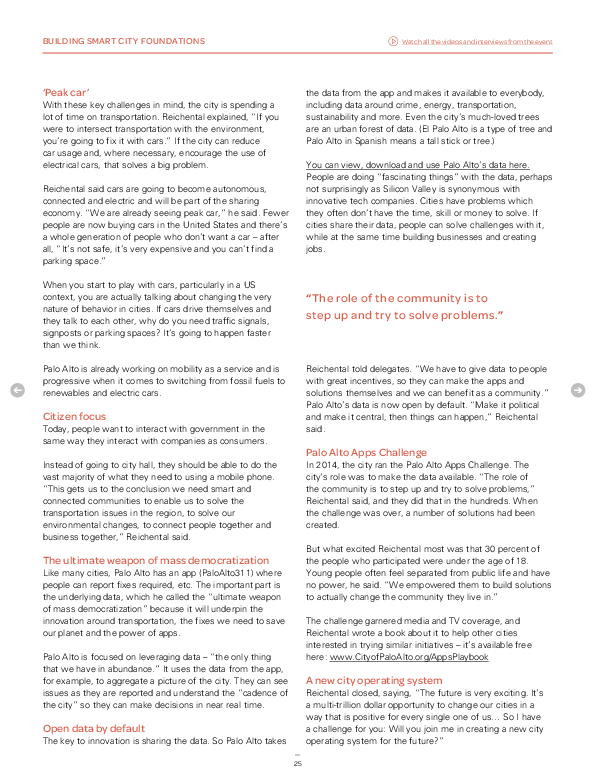 BUILDING SMART CITY FOUNDATIONS
Watch all the videos and interviews from the event
‘Peak car’
With these key challenges in mind, the city is spending a
lot of time on transportation. Reichental explained, “If you
were to intersect transportation with the environment,
you’re going to fix it with cars.” If the city can reduce
car usage and, where necessary, encourage the use of
electrical cars, that solves a big problem.
Reichental said cars are going to become autonomous,
connected and electric and will be part of the sharing
economy. “We are already seeing peak car,” he said. Fewer
people are now buying cars in the United States and there’s
a whole generation of people who don’t want a car – after
all, “It’s not safe, it’s very expensive and you can’t find a
parking space.”
When you start to play with cars, particularly in a US
context, you are actually talking about changing the very
nature of behavior in cities. If cars drive themselves and
they talk to each other, why do you need traffic signals,
signposts or parking spaces? It’s going to happen faster
than we think.
Palo Alto is already working on mobility as a service and is
progressive when it comes to switching from fossil fuels to
renewables and electric cars.
Citizen focus
Today, people want to interact with government in the
same way they interact with companies as consumers.
Instead of going to city hall, they should be able to do the
vast majority of what they need to using a mobile phone.
“This gets us to the conclusion we need smart and
connected communities to enable us to solve the
transportation issues in the region, to solve our
environmental changes, to connect people together and
business together,” Reichental said.
The ultimate weapon of mass democratization
Like many cities, Palo Alto has an app (PaloAlto311) where
people can report fixes required, etc. The important part is
the underlying data, which he called the “ultimate weapon
of mass democratization” because it will underpin the
innovation around transportation, the fixes we need to save
our planet and the power of apps.
Palo Alto is focused on leveraging data – “the only thing
that we have in abundance.” It uses the data from the app,
for example, to aggregate a picture of the city. They can see
issues as they are reported and understand the “cadence of
the city” so they can make decisions in near real time.
Open data by default
The key to innovation is sharing the data. So Palo Alto takes
the data from the app and makes it available to everybody,
including data around crime, energy, transportation,
sustainability and more. Even the city’s much-loved trees
are an urban forest of data. (El Palo Alto is a type of tree and
Palo Alto in Spanish means a tall stick or tree.)
You can view, download and use Palo Alto’s data here.
People are doing “fascinating things” with the data, perhaps
not surprisingly as Silicon Valley is synonymous with
innovative tech companies. Cities have problems which
they often don’t have the time, skill or money to solve. If
cities share their data, people can solve challenges with it,
while at the same time building businesses and creating
jobs.
“The role of the community is to
step up and try to solve problems.”
Reichental told delegates. “We have to give data to people
with great incentives, so they can make the apps and
solutions themselves and we can benefit as a community.”
Palo Alto’s data is now open by default. “Make it political
and make it central, then things can happen,” Reichental
said.
Palo Alto Apps Challenge
In 2014, the city ran the Palo Alto Apps Challenge. The
city’s role was to make the data available. “The role of
the community is to step up and try to solve problems,”
Reichental said, and they did that in the hundreds. When
the challenge was over, a number of solutions had been
created.
But what excited Reichental most was that 30 percent of
the people who participated were under the age of 18.
Young people often feel separated from public life and have
no power, he said. “We empowered them to build solutions
to actually change the community they live in.”
The challenge garnered media and TV coverage, and
Reichental wrote a book about it to help other cities
interested in trying similar initiatives – it’s available free
here: www.CityofPaloAlto.org/AppsPlaybook
A new city operating system
Reichental closed, saying, “The future is very exciting. It’s
a multi-trillion dollar opportunity to change our cities in a
way that is positive for every single one of us… So I have
a challenge for you: Will you join me in creating a new city
operating system for the future?”
25